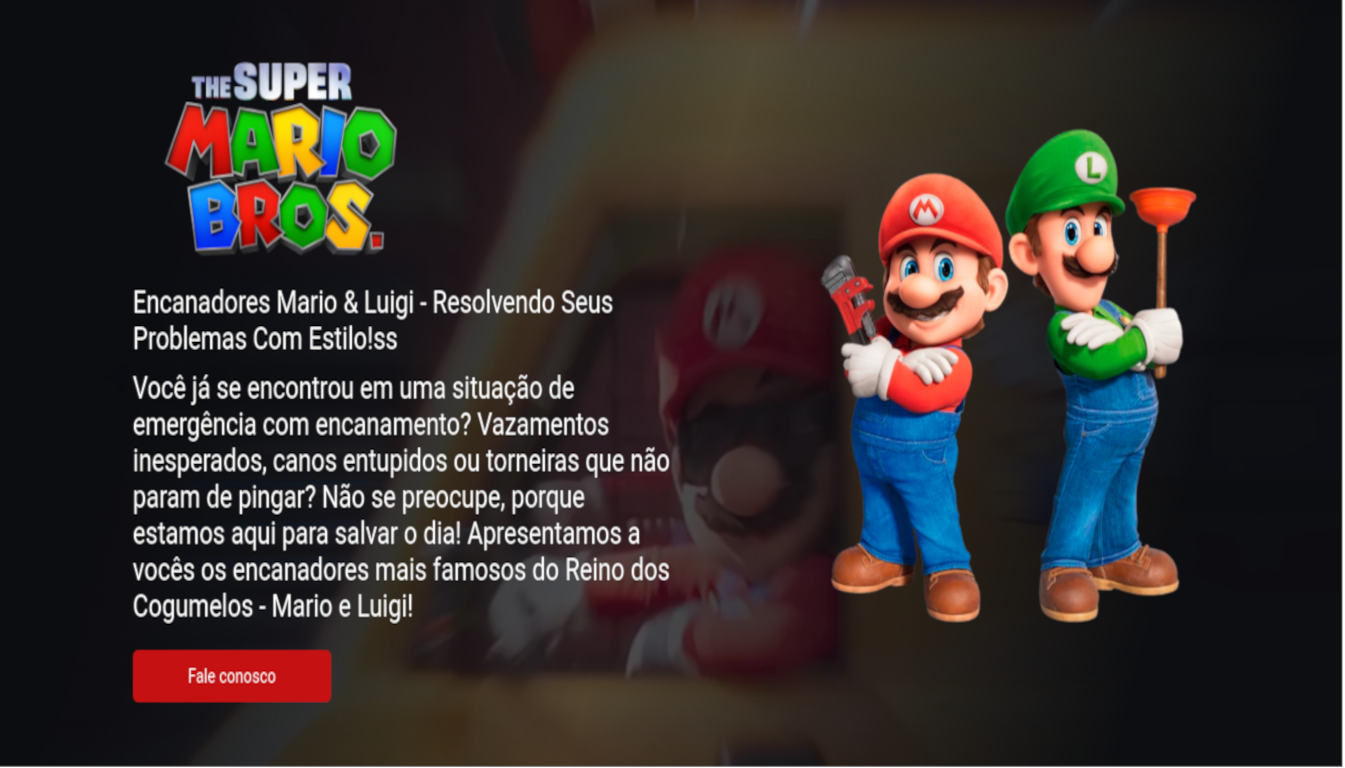 THE SUPER
MARIO
BROS.
Encanadores Mario & Luigi - Resolvendo Seus
Problemas Com Estilo!ss
Você já se encontrou em uma situação de
emergência com encanamento? Vazamentos
inesperados, canos entupidos ou torneiras que não
param de pingar? Não se preocupe, porque
estamos aqui para salvar o dia! Apresentamos a
vocês os encanadores mais famosos do Reino dos
Cogumelos - Mario e Luigi!
Fale conosco
M
L
M